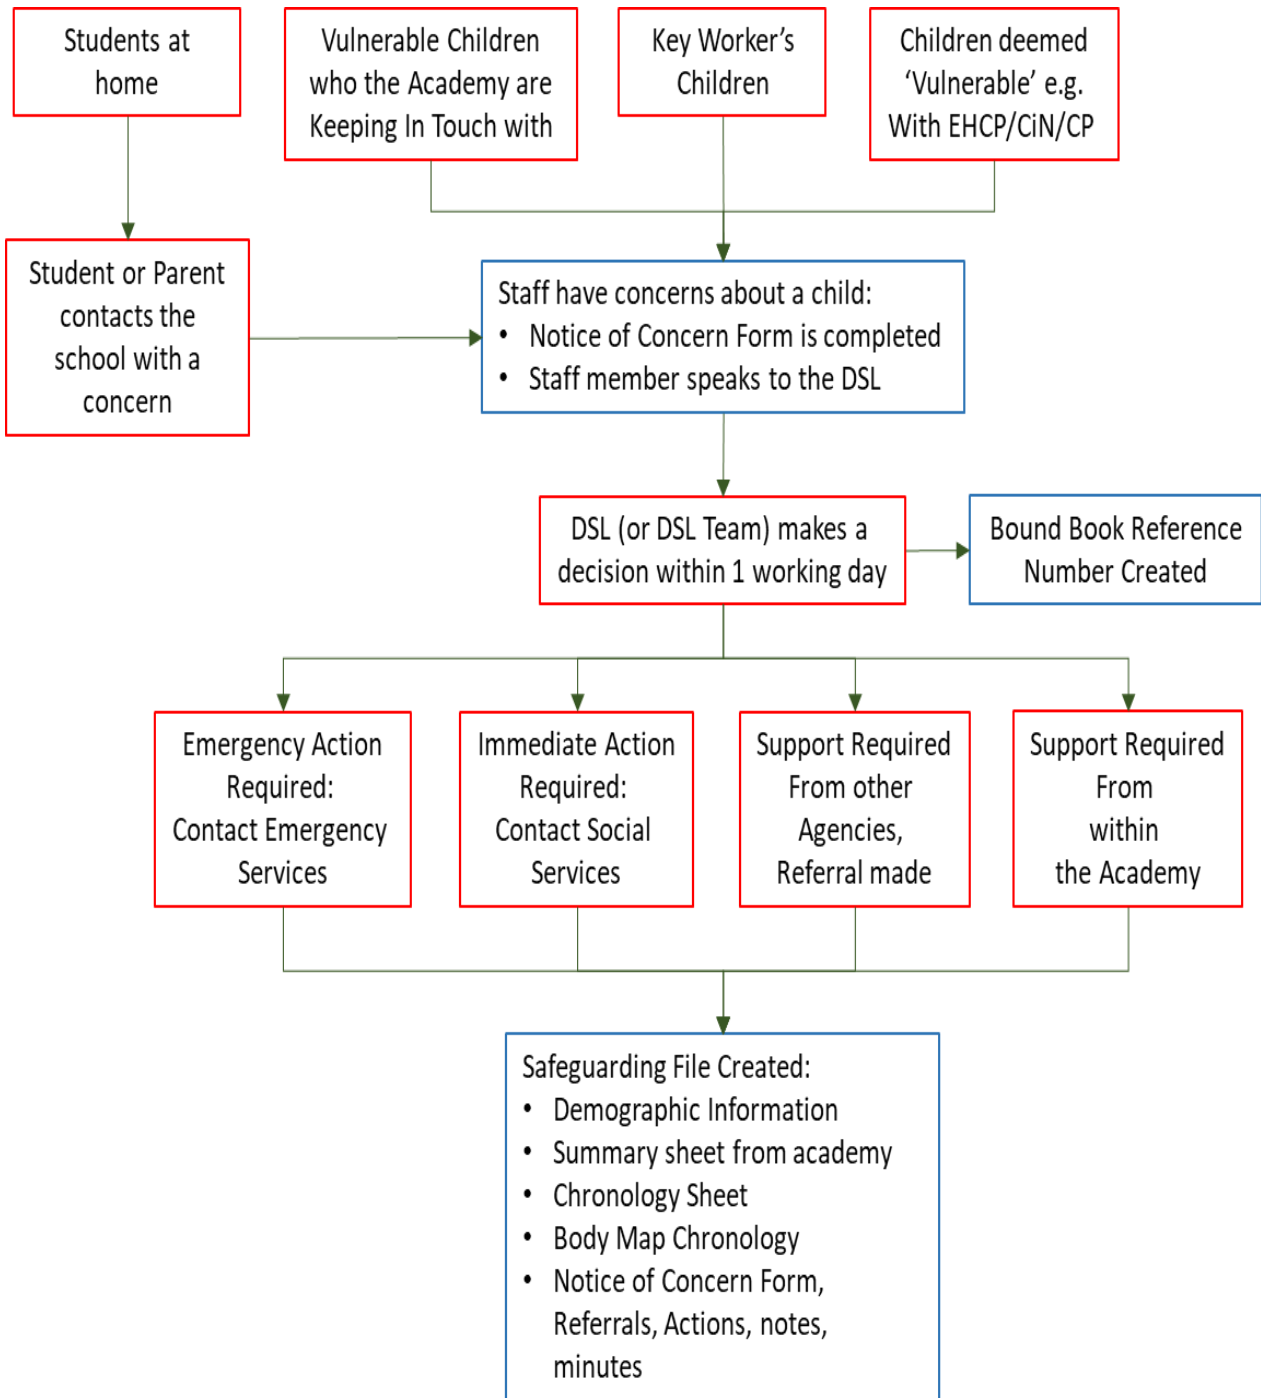 Students at
home
Vulnerable Children
who the Academy are
Keeping In Touch with
Key Worker's
Children
Children deemed
'Vulnerable' e.g.
With EHCP/CiN/CP
Student or Parent
contacts the
school with a
concern
Staff have concerns about a child:
• Notice of Concern Form is completed
• Staff member speaks to the DSL
DSL (or DSL Team) makes a
decision within 1 working day
Bound Book Reference
Number Created
Emergency Action
Required:
Contact Emergency
Services
Immediate Action
Required:
Contact Social
Services
Support Required
From other
Agencies,
Referral made
Support Required
From
within
the Academy
Safeguarding File Created:
• Demographic Information
• Summary sheet from academy
• Chronology Sheet
• Body Map Chronology
• Notice of Concern Form,
Referrals, Actions, notes,
minutes